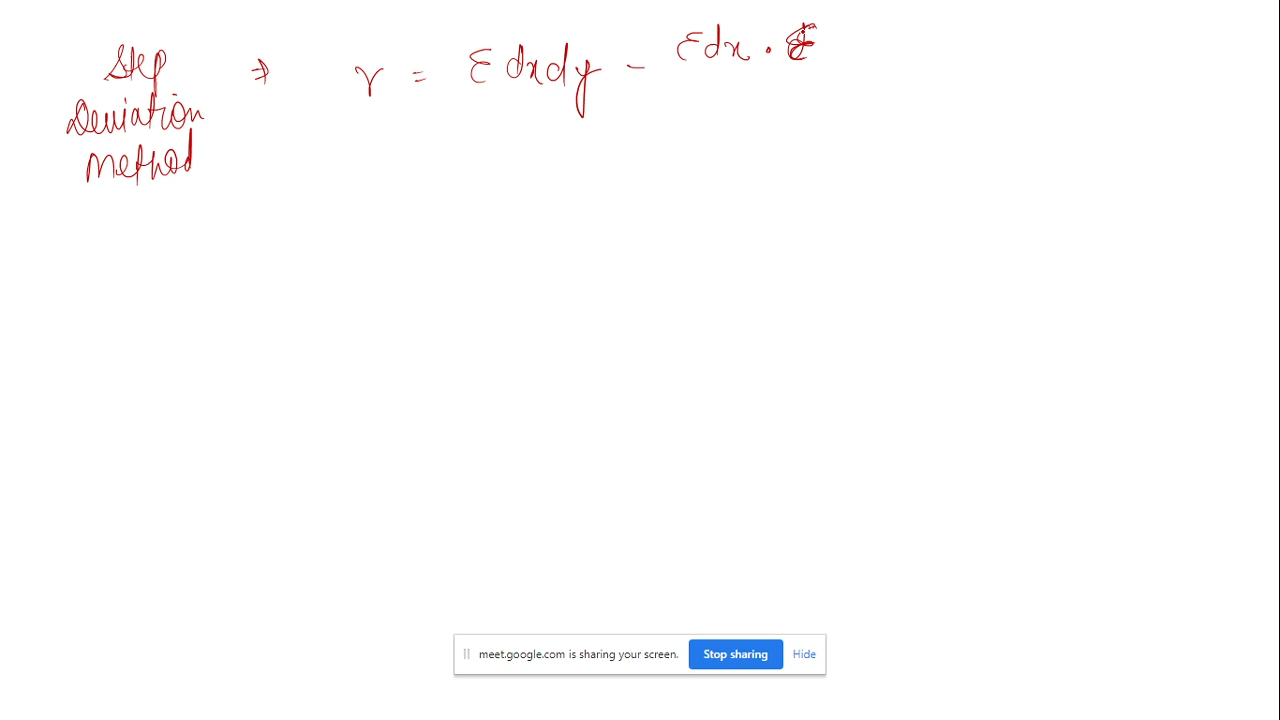 Step
Deviation
Method
⇒ r = Σdxdy - Σdx .
meet.google.com is sharing your screen.
Stop sharing
Hide